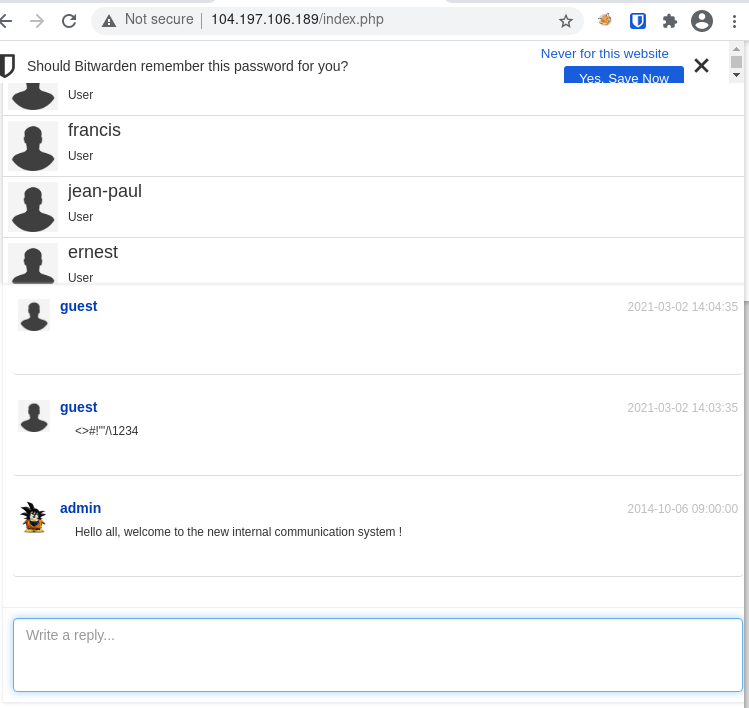 Not secure | 104.197.106.189/index.php
Never for this website
Should Bitwarden remember this password for you?
Yes, Save Now
User
francis
User
jean-paul
User
ernest
User
guest 2021-03-02 14:04:35
guest 2021-03-02 14:03:35
<>#!"'/\1234
admin 2014-10-06 09:00:00
Hello all, welcome to the new internal communication system !
Write a reply...